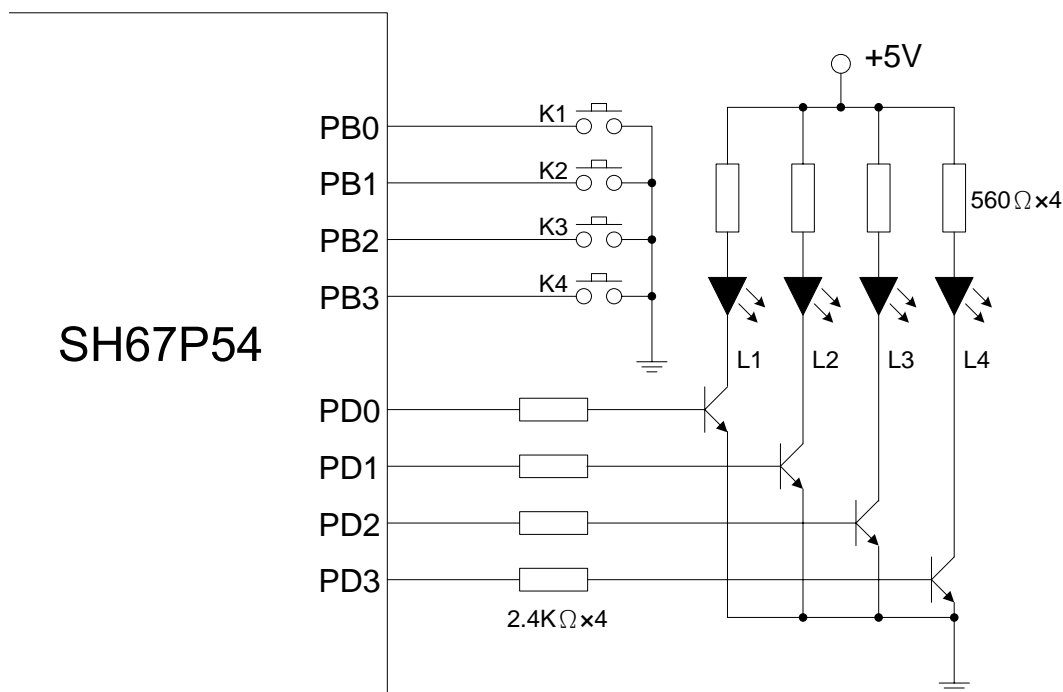 +5V
PB0
K1
PB1
K2
PB2
K3
PB3
K4
560Ω×4
SH67P54
L1
L2
L3
L4
PD0
PD1
PD2
PD3
2.4KΩ×4